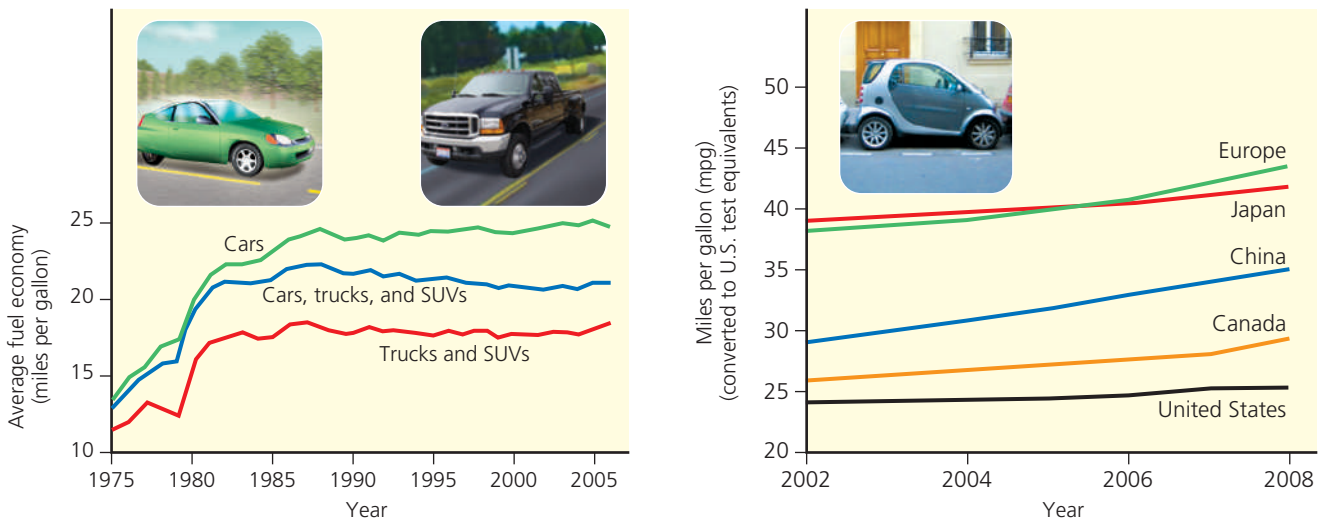 Average fuel economy
(miles per gallon)
25
20
15
10
Cars
Cars, trucks, and SUVs
Trucks and SUVs
1975 1980 1985 1990 1995 2000 2005
Year
Miles per gallon (mpg)
(converted to U.S. test equivalents)
50
45
40
35
30
25
20
Europe
Japan
China
Canada
United States
2002 2004 2006 2008
Year